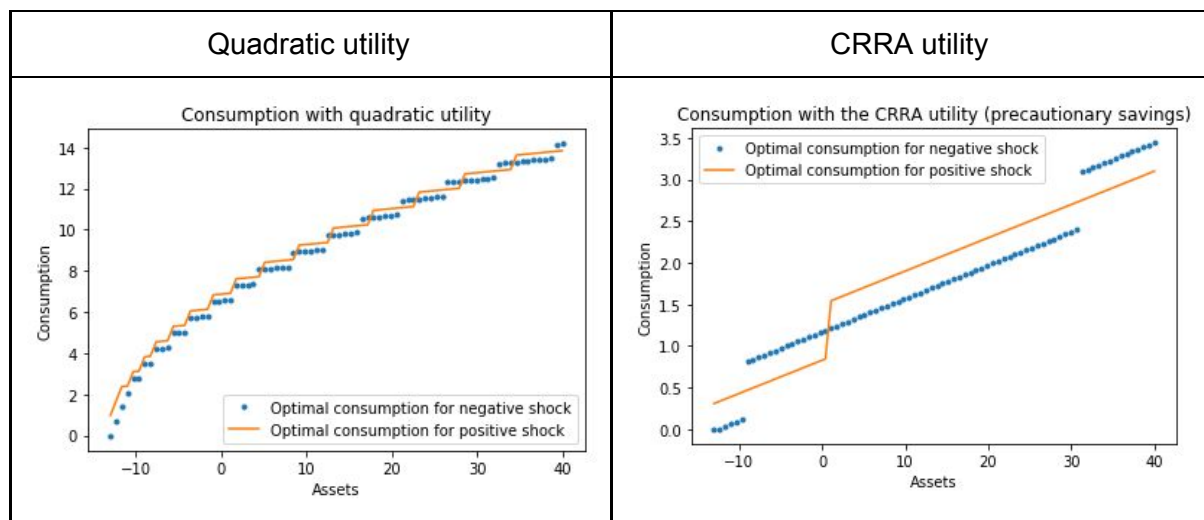 Quadratic utility
CRRA utility
Consumption with quadratic utility
Consumption
14
12
10
8
6
4
2
0
Optimal consumption for negative shock
Optimal consumption for positive shock
−10 0 10 20 30 40
Assets
Consumption with the CRRA utility (precautionary savings)
Consumption
3.5
3.0
2.5
2.0
1.5
1.0
0.5
0.0
Optimal consumption for negative shock
Optimal consumption for positive shock
−10 0 10 20 30 40
Assets